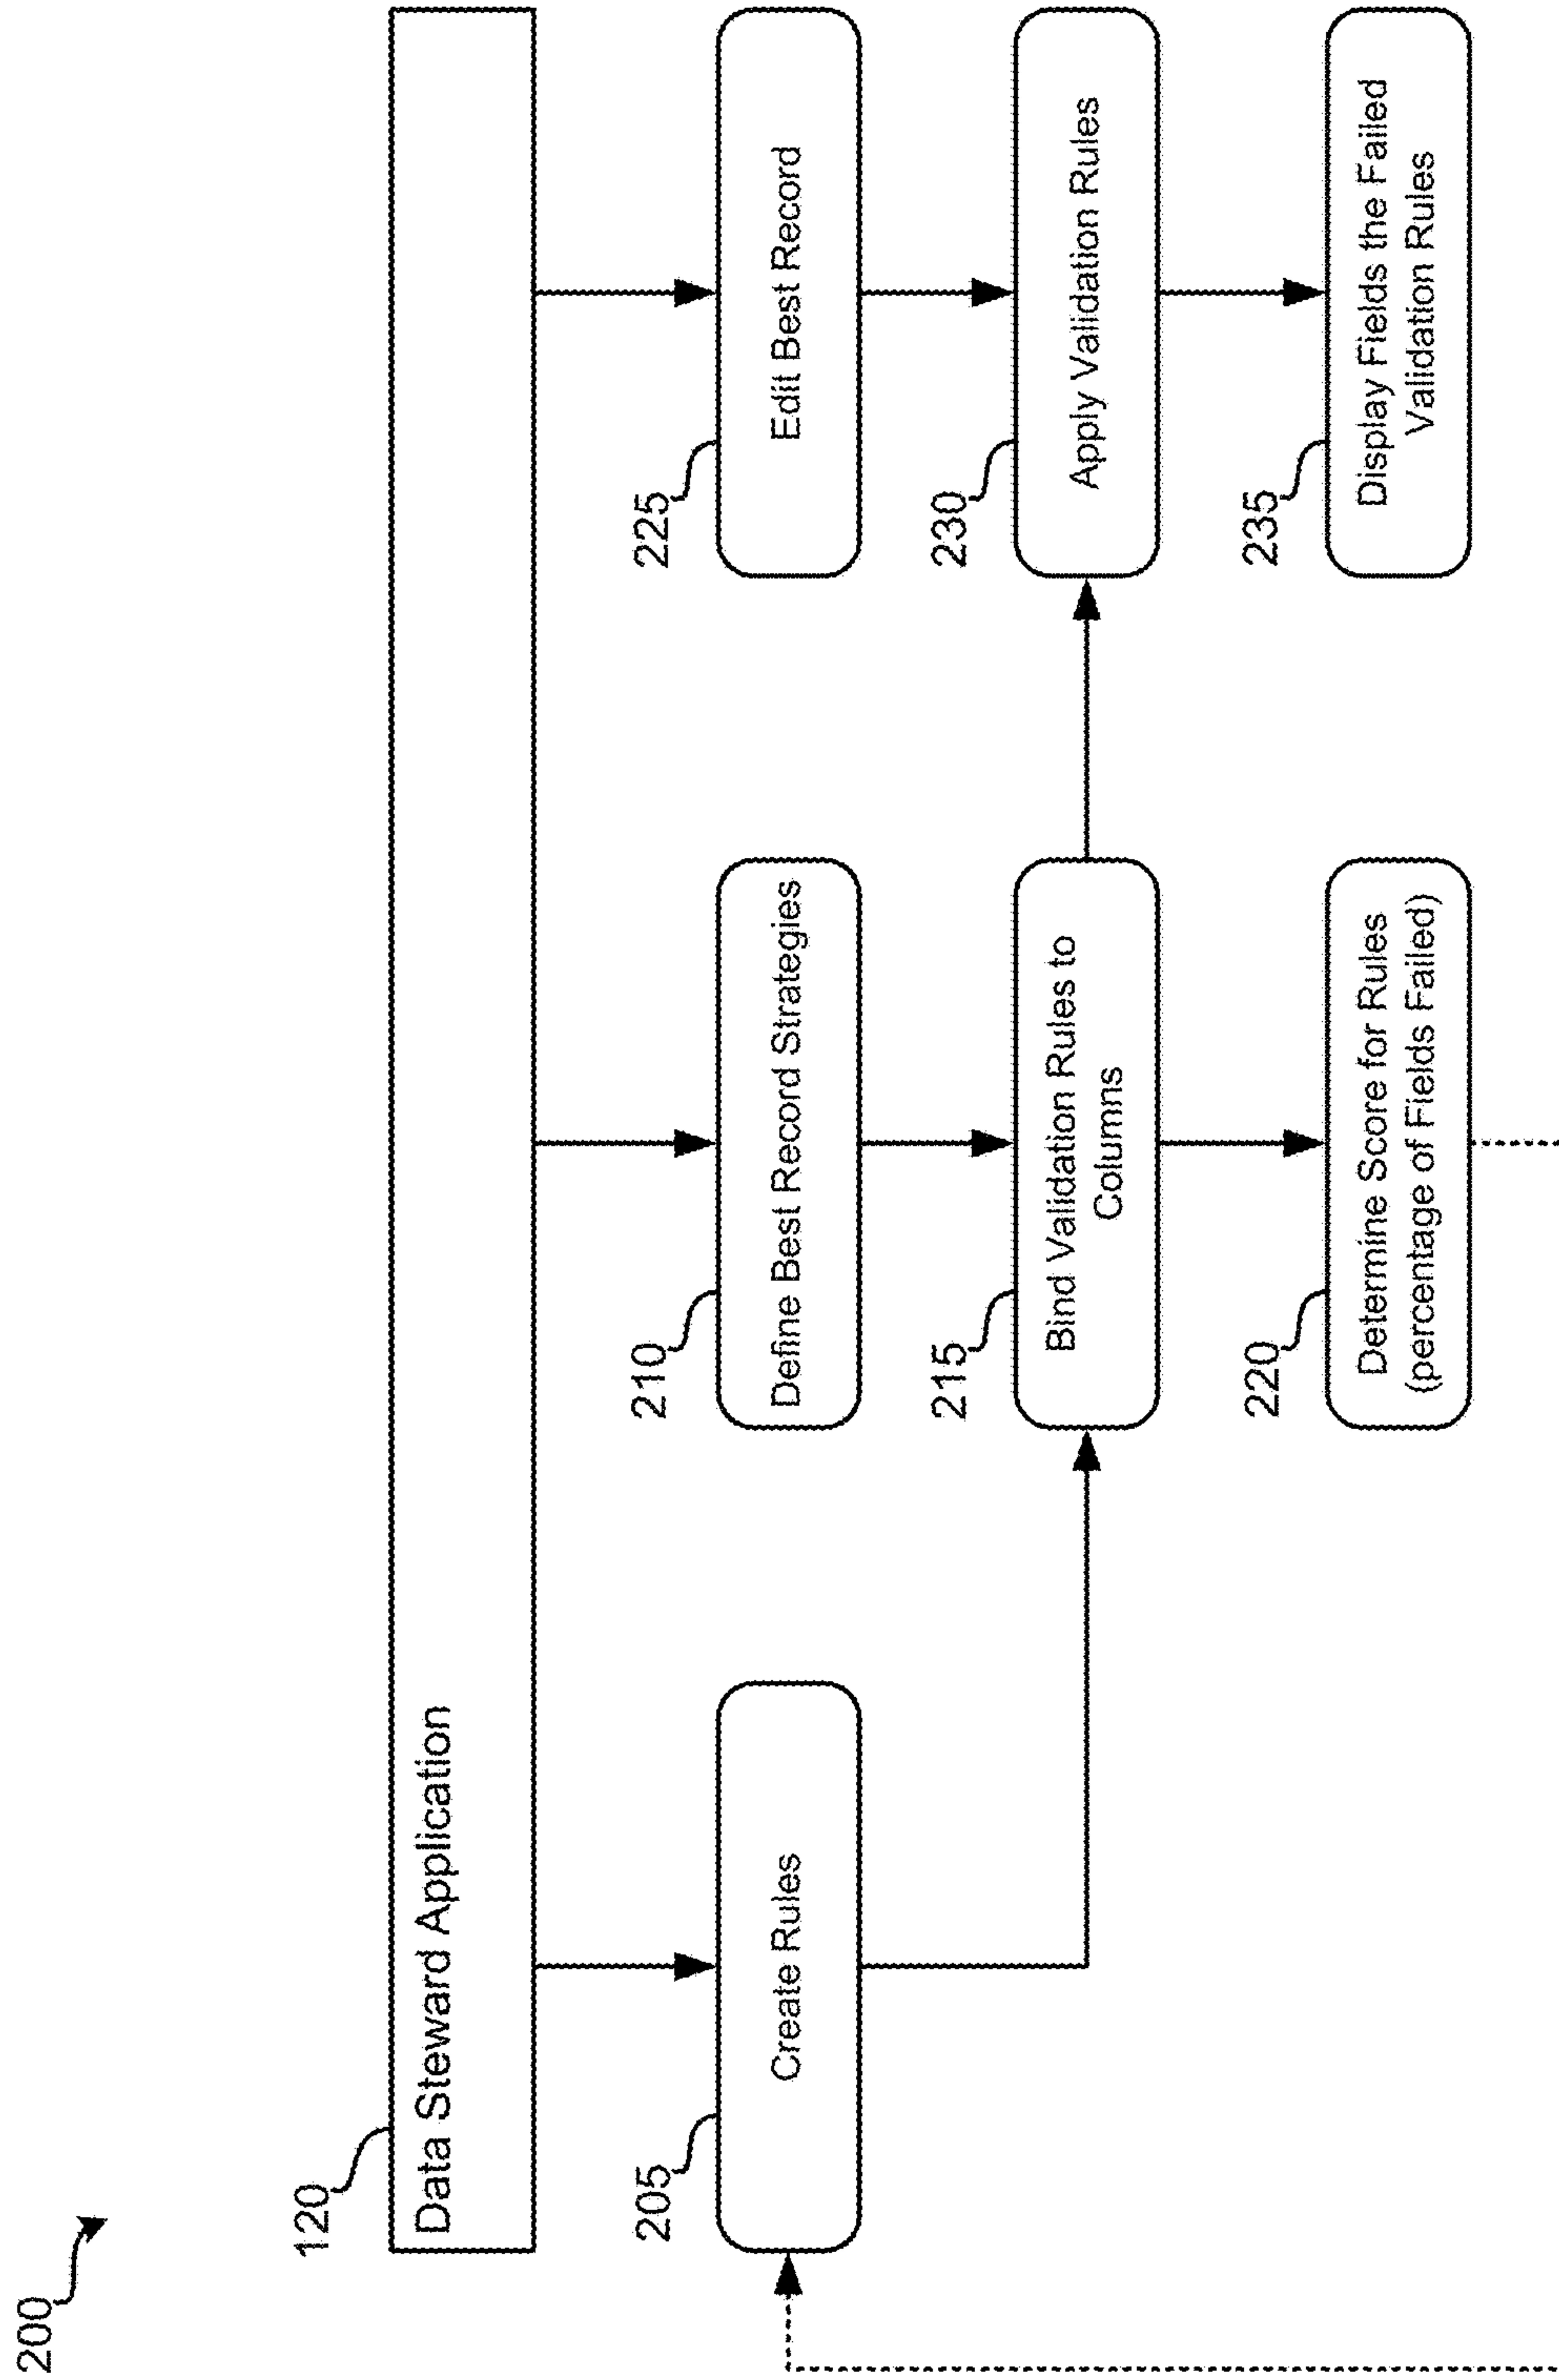 200
120
Data Steward Application
205
Create Rules
210
Define Best Record Strategies
225
Edit Best Record
215
Bind Validation Rules to
Columns
230
Apply Validation Rules
220
Determine Score for Rules
(percentage of Fields Failed)
235
Display Fields the Failed
Validation Rules